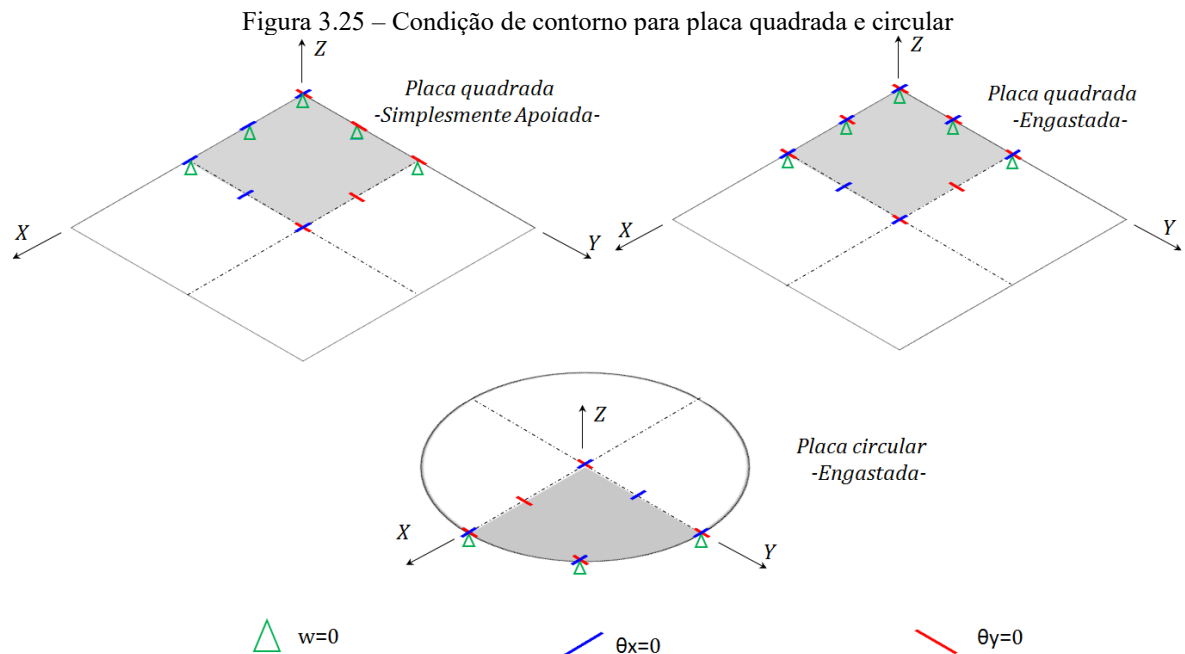 Figura 3.25 – Condição de contorno para placa quadrada e circular
Z
Placa quadrada
-Simplesmente Apoiada-
X
Y
Z
Placa quadrada
-Engastada-
X
Y
Z
Placa circular
-Engastada-
X
Y
w=0
θx=0
θy=0